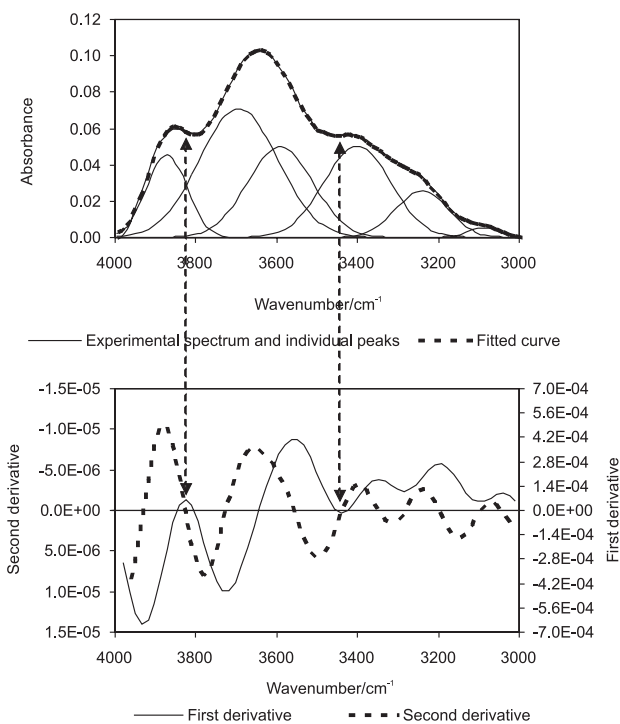 0.12
0.10
0.08
0.06
0.04
0.02
0.00
Absorbance
4000 3800 3600 3400 3200 3000
Wavenumber/cm⁻¹
Experimental spectrum and individual peaks Fitted curve
-1.5E-05 7.0E-04
-1.0E-05 5.6E-04
-5.0E-06 4.2E-04
0.0E+00 2.8E-04
5.0E-06 1.4E-04
1.0E-05 0.0E+00
1.5E-05 -1.4E-04
-2.8E-04
-4.2E-04
-5.6E-04
-7.0E-04
Second derivative
First derivative
4000 3800 3600 3400 3200 3000
Wavenumber/cm⁻¹
First derivative Second derivative